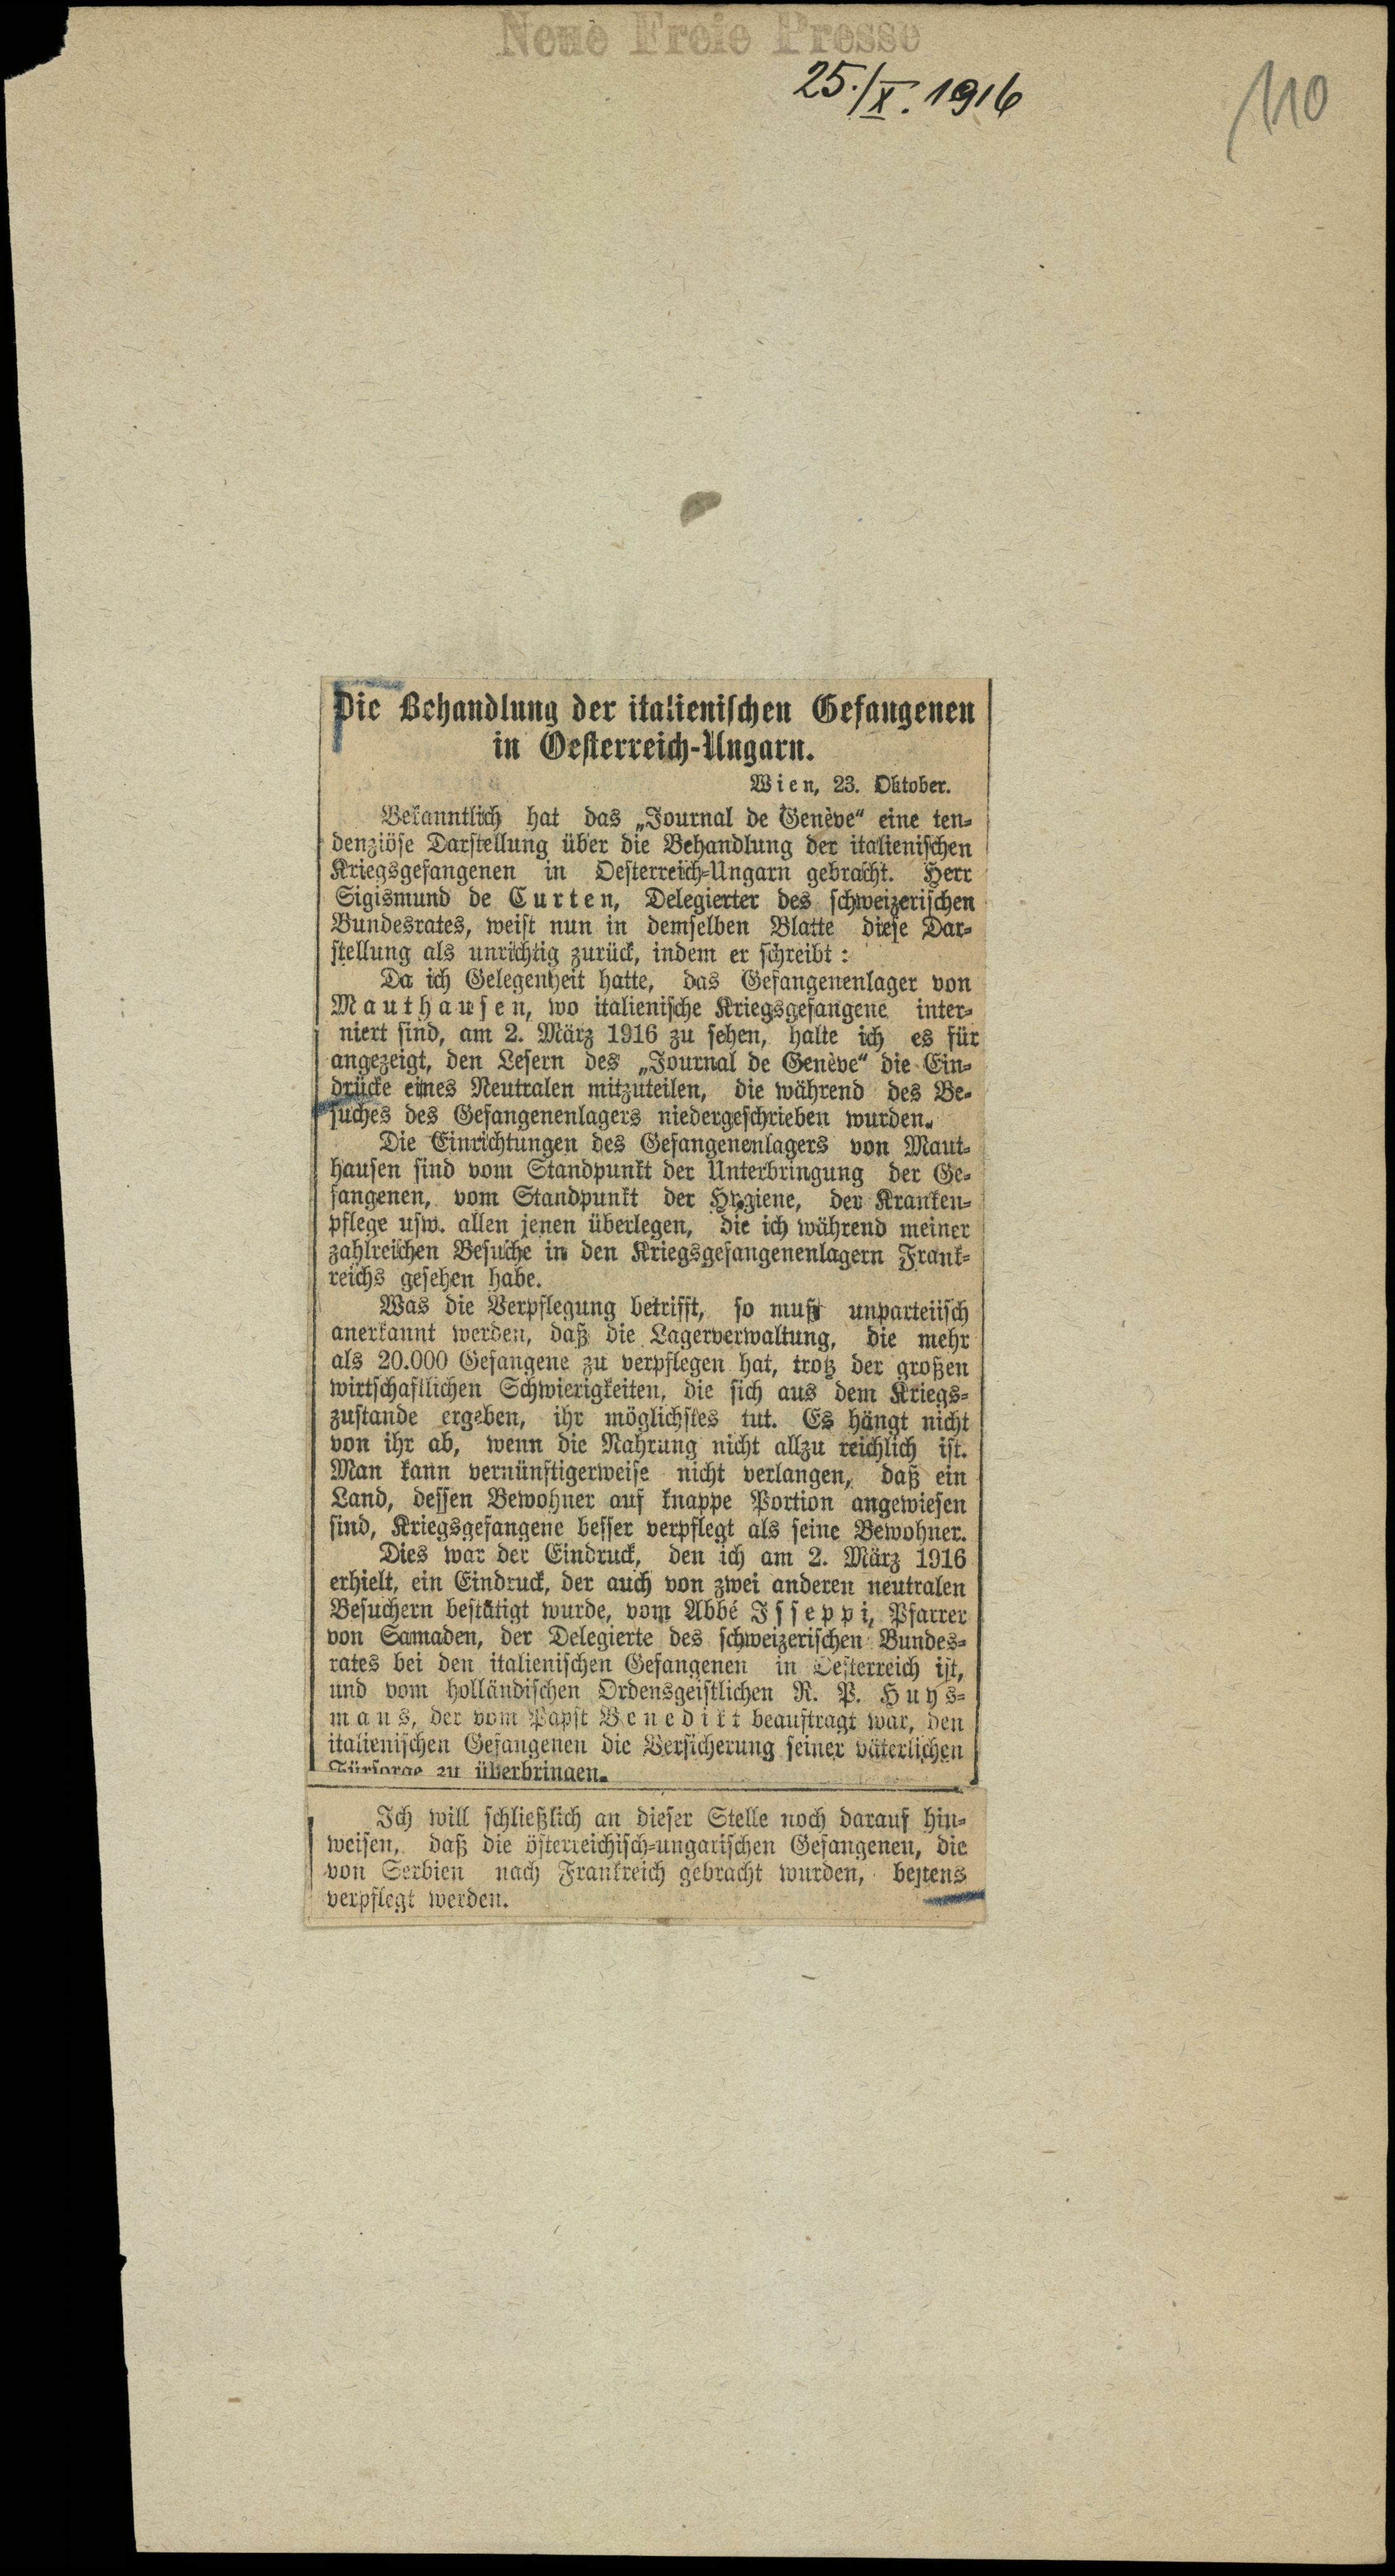 Neue Freie Presse
25./X. 1916
110
Die Behandlung der italienischen Gefangenen
in Oesterreich-Ungarn.
Wien, 23. Oktober.
Bekanntlich hat das „Journal de Genève“ eine ten-
denziöse Darstellung über die Behandlung der italienischen
Kriegsgefangenen in Oesterreich-Ungarn gebracht. Herr
Sigismund de Curten, Delegierter des schweizerischen
Bundesrates, weist nun in demselben Blatte diese Dar-
stellung als unrichtig zurück, indem er schreibt:
Da ich Gelegenheit hatte, das Gefangenenlager von
Mauthausen, wo italienische Kriegsgefangene inter-
niert sind, am 2. März 1916 zu sehen, halte ich es für
angezeigt, den Lesern des „Journal de Genève“ die Ein-
drücke eines Neutralen mitzuteilen, die während des Be-
suches des Gefangenenlagers niedergeschrieben wurden.
Die Einrichtungen des Gefangenenlagers von Maut-
hausen sind vom Standpunkt der Unterbringung der Ge-
fangenen, vom Standpunkt der Hygiene, der Kranken-
pflege usw. allen jenen überlegen, die ich während meiner
zahlreichen Besuche in den Kriegsgefangenenlagern Frank-
reichs gesehen habe.
Was die Verpflegung betrifft, so muß unparteiisch
anerkannt werden, daß die Lagerverwaltung, die mehr
als 20.000 Gefangene zu verpflegen hat, trotz der großen
wirtschaftlichen Schwierigkeiten, die sich aus dem Kriegs-
zustande ergeben, ihr möglichstes tut. Es hängt nicht
von ihr ab, wenn die Nahrung nicht allzu reichlich ist.
Man kann vernünftigerweise nicht verlangen, daß ein
Land, dessen Bewohner auf knappe Portion angewiesen
sind, Kriegsgefangene besser verpflegt als seine Bewohner.
Dies war der Eindruck, den ich am 2. März 1916
erhielt, ein Eindruck, der auch von zwei anderen neutralen
Besuchern bestätigt wurde, vom Abbé Isseppi, Pfarrer
von Samaden, der Delegierte des schweizerischen Bundes-
rates bei den italienischen Gefangenen in Oesterreich ist,
und vom holländischen Ordensgeistlichen R. P. Huys-
mans, der vom Papst Benedikt beauftragt war, den
italienischen Gefangenen die Versicherung seiner väterlichen
Fürsorge zu überbringen.
Ich will schließlich an dieser Stelle noch darauf hin-
weisen, daß die österreichisch-ungarischen Gefangenen, die
von Serbien nach Frankreich gebracht wurden, bestens
verpflegt werden.